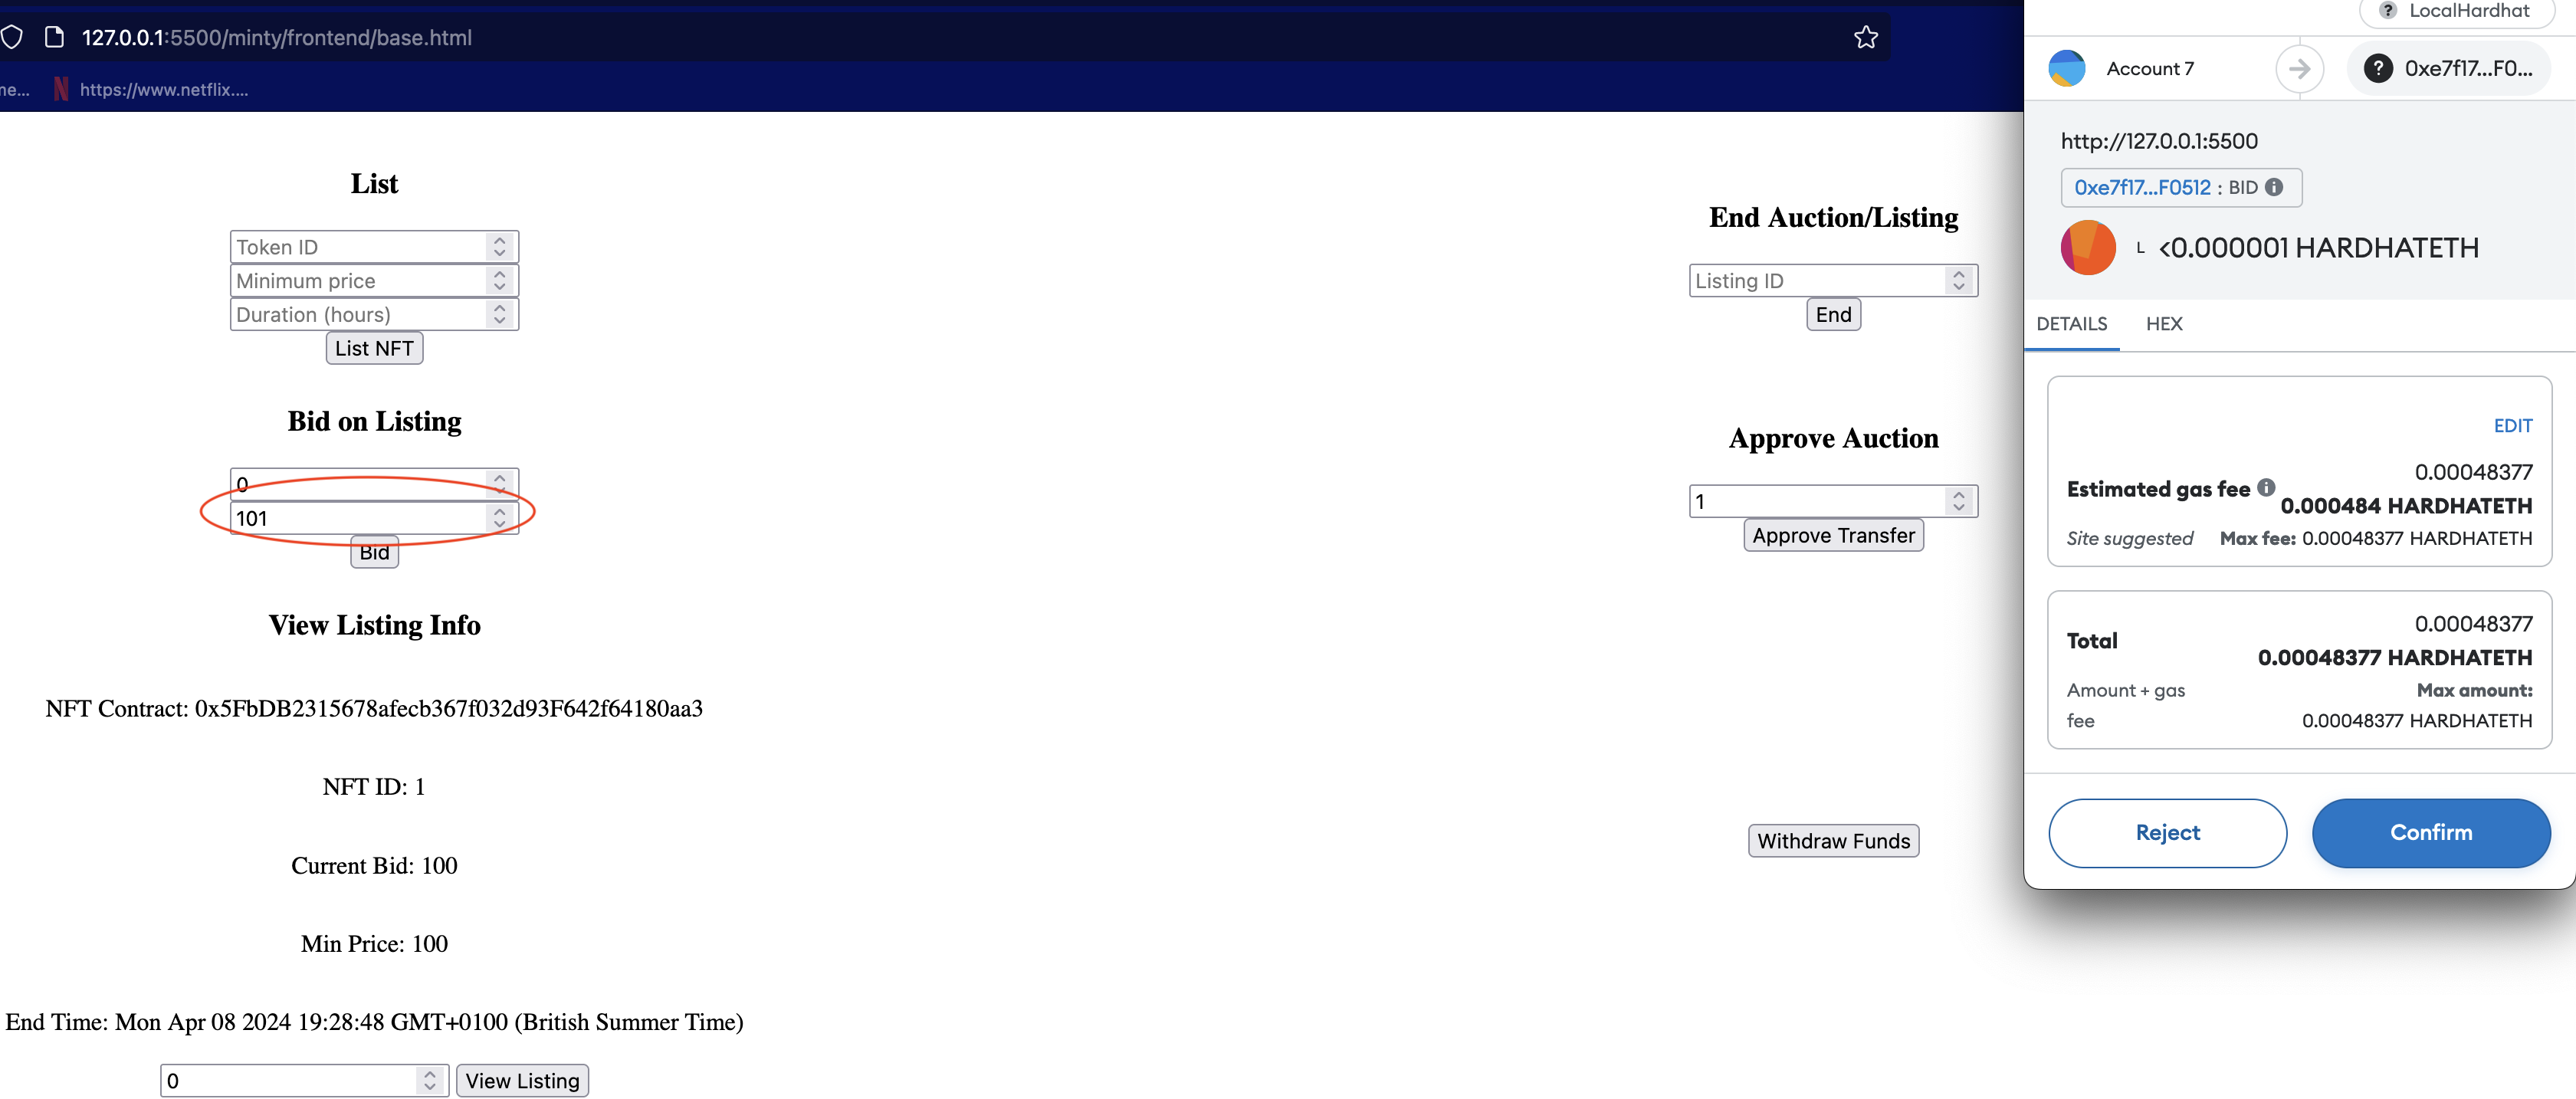 127.0.0.1:5500/minty/frontend/base.html
ne...
https://www.netflix....
List
Token ID
Minimum price
Duration (hours)
List NFT
Bid on Listing
0
101
Bid
View Listing Info
NFT Contract: 0x5FbDB2315678afecb367f032d93F642f64180aa3
NFT ID: 1
Current Bid: 100
Min Price: 100
End Time: Mon Apr 08 2024 19:28:48 GMT+0100 (British Summer Time)
0
View Listing
End Auction/Listing
Listing ID
End
Approve Auction
1
Approve Transfer
Withdraw Funds
LocalHardhat
Account 7
0xe7f17...F0...
http://127.0.0.1:5500
0xe7f17...F0512 : BID
L <0.000001 HARDHATETH
DETAILS HEX
EDIT
0.00048377
Estimated gas fee
0.000484 HARDHATETH
Site suggested Max fee: 0.00048377 HARDHATETH
0.00048377
Total
0.00048377 HARDHATETH
Amount + gas fee
Max amount:
0.00048377 HARDHATETH
Reject
Confirm